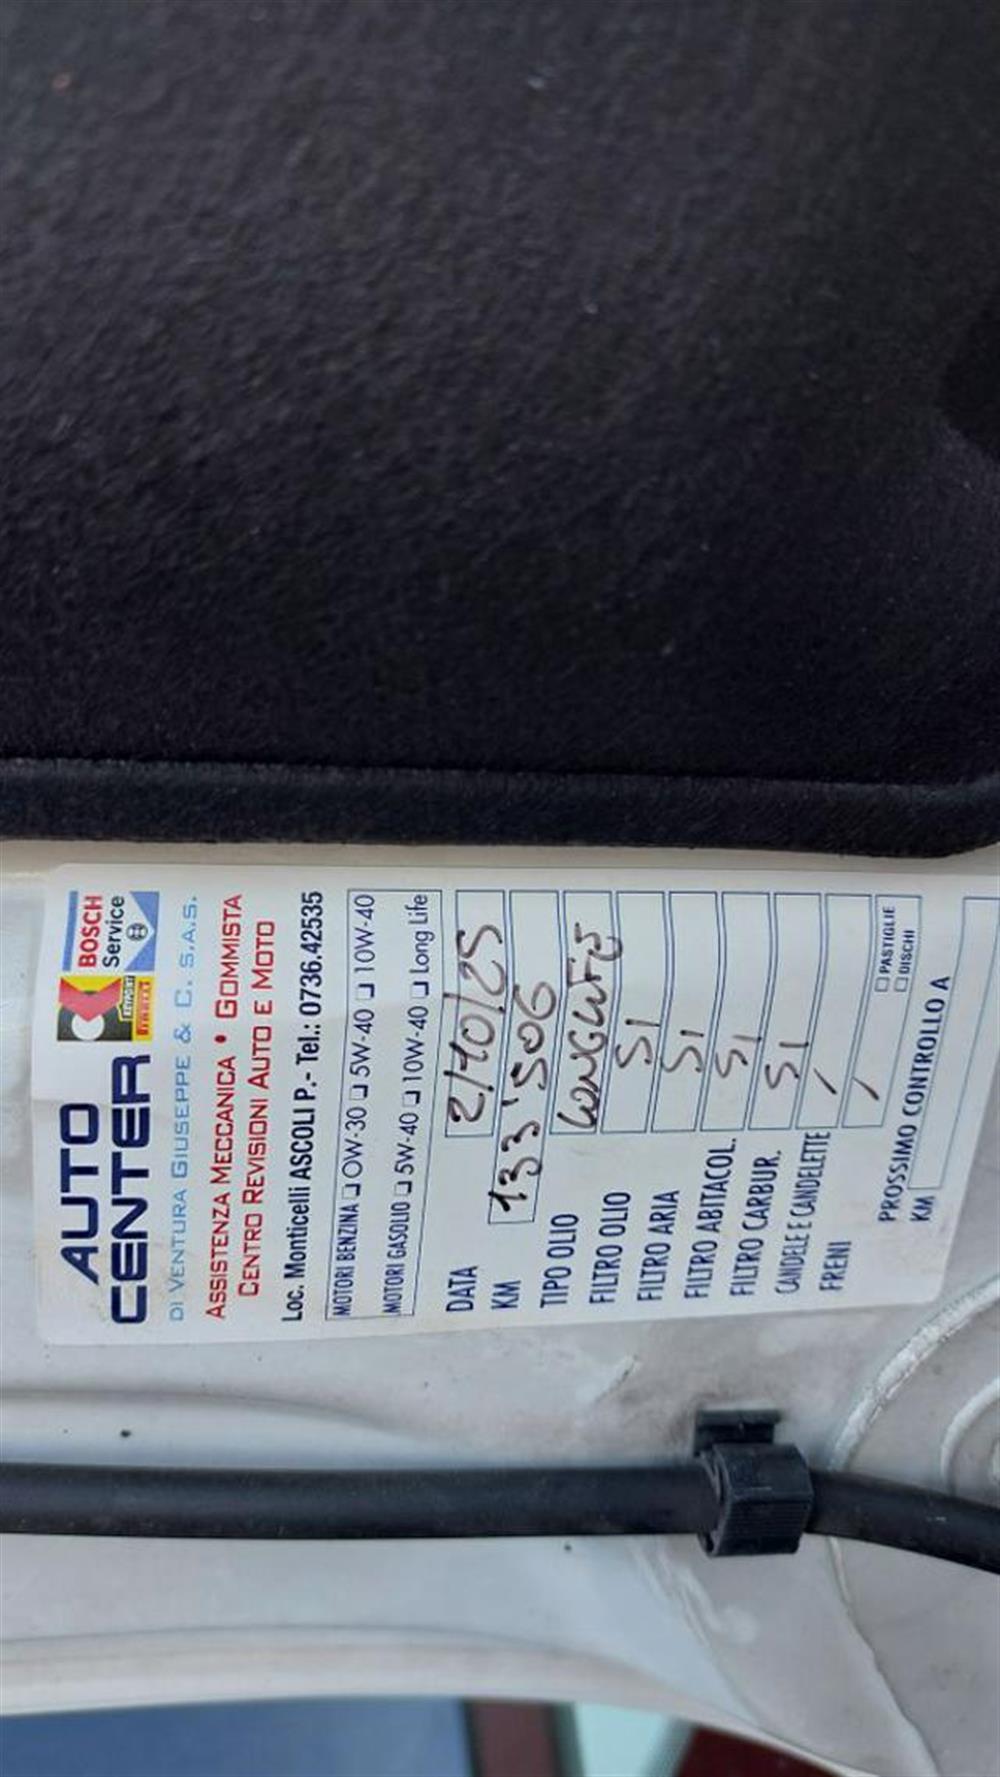 AUTO
CENTER
BOSCH
Service
KEYPOINT
PIRELLI
DI VENTURA GIUSEPPE & C. S.A.S.
ASSISTENZA MECCANICA • GOMMISTA
CENTRO REVISIONI AUTO E MOTO
Loc. Monticelli ASCOLI P.- Tel.: 0736.42535
MOTORI BENZINA ❏ OW-30 ❏ 5W-40 ❏ 10W-40
MOTORI GASOLIO ❏ 5W-40 ❏ 10W-40 ❏ Long Life
DATA 2/10/25
KM 133'506
TIPO OLIO
FILTRO OLIO SI
FILTRO ARIA SI
FILTRO ABITACOL. SI
FILTRO CARBUR. SI
CANDELE E CANDELETTE /
FRENI / ❏ PASTIGLIE
❏ DISCHI
PROSSIMO CONTROLLO A
KM